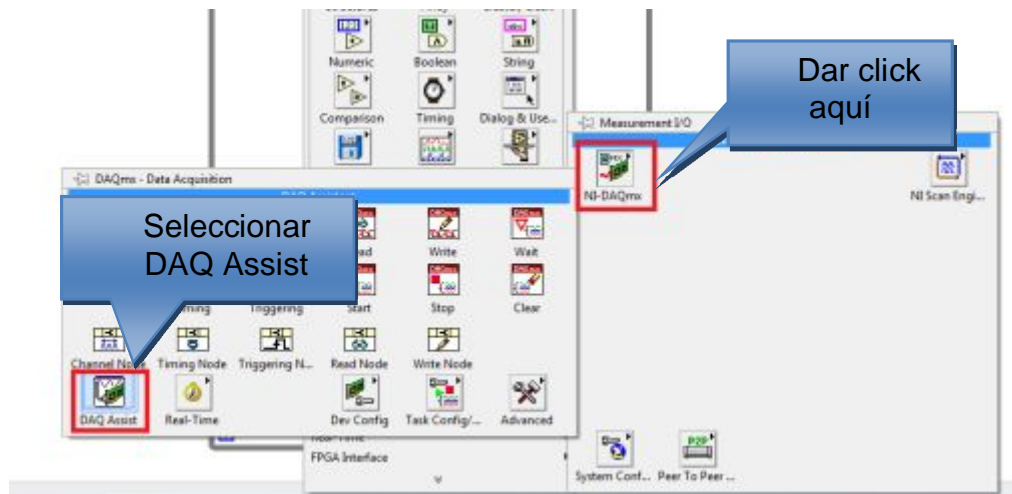 Numeric Boolean String
Comparison Timing Dialog & Use...
Dar click
aquí
Measurement I/O
NI-DAQmx NI Scan Engi...
DAQmx - Data Acquisition
Seleccionar
DAQ Assist
Write Wait
Triggering Start Stop Clear
Channel Node Timing Node Triggering N... Read Node Write Node
DAQ Assist Real-Time Dev Config Task Config/... Advanced
FPGA Interface
System Conf... Peer To Peer ...